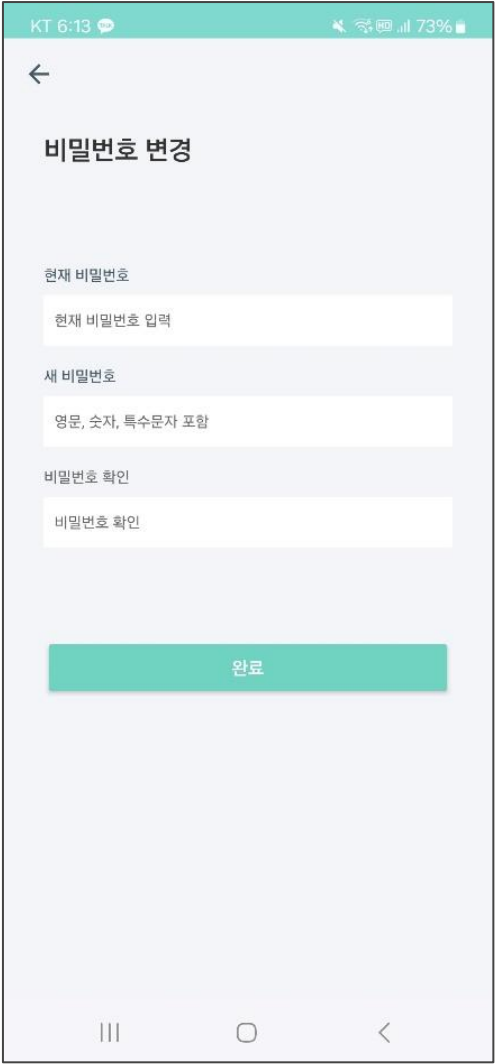 KT 6:13
73%
비밀번호 변경
현재 비밀번호
현재 비밀번호 입력
새 비밀번호
영문, 숫자, 특수문자 포함
비밀번호 확인
비밀번호 확인
완료